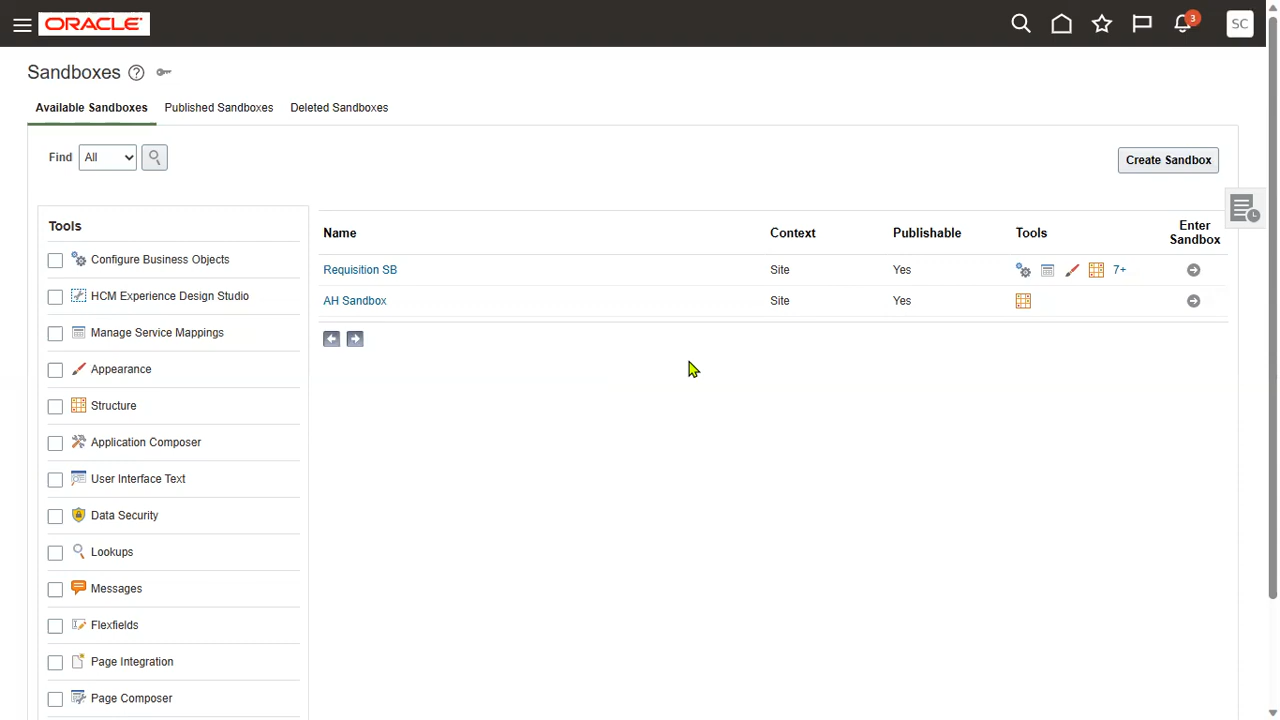 ORACLE
3
SC
Sandboxes
Available Sandboxes
Published Sandboxes
Deleted Sandboxes
Find
All
Create Sandbox
Tools
Configure Business Objects
HCM Experience Design Studio
Manage Service Mappings
Appearance
Structure
Application Composer
User Interface Text
Data Security
Lookups
Messages
Flexfields
Page Integration
Page Composer
Name Context Publishable Tools Enter
Sandbox
Requisition SB Site Yes 7+
AH Sandbox Site Yes